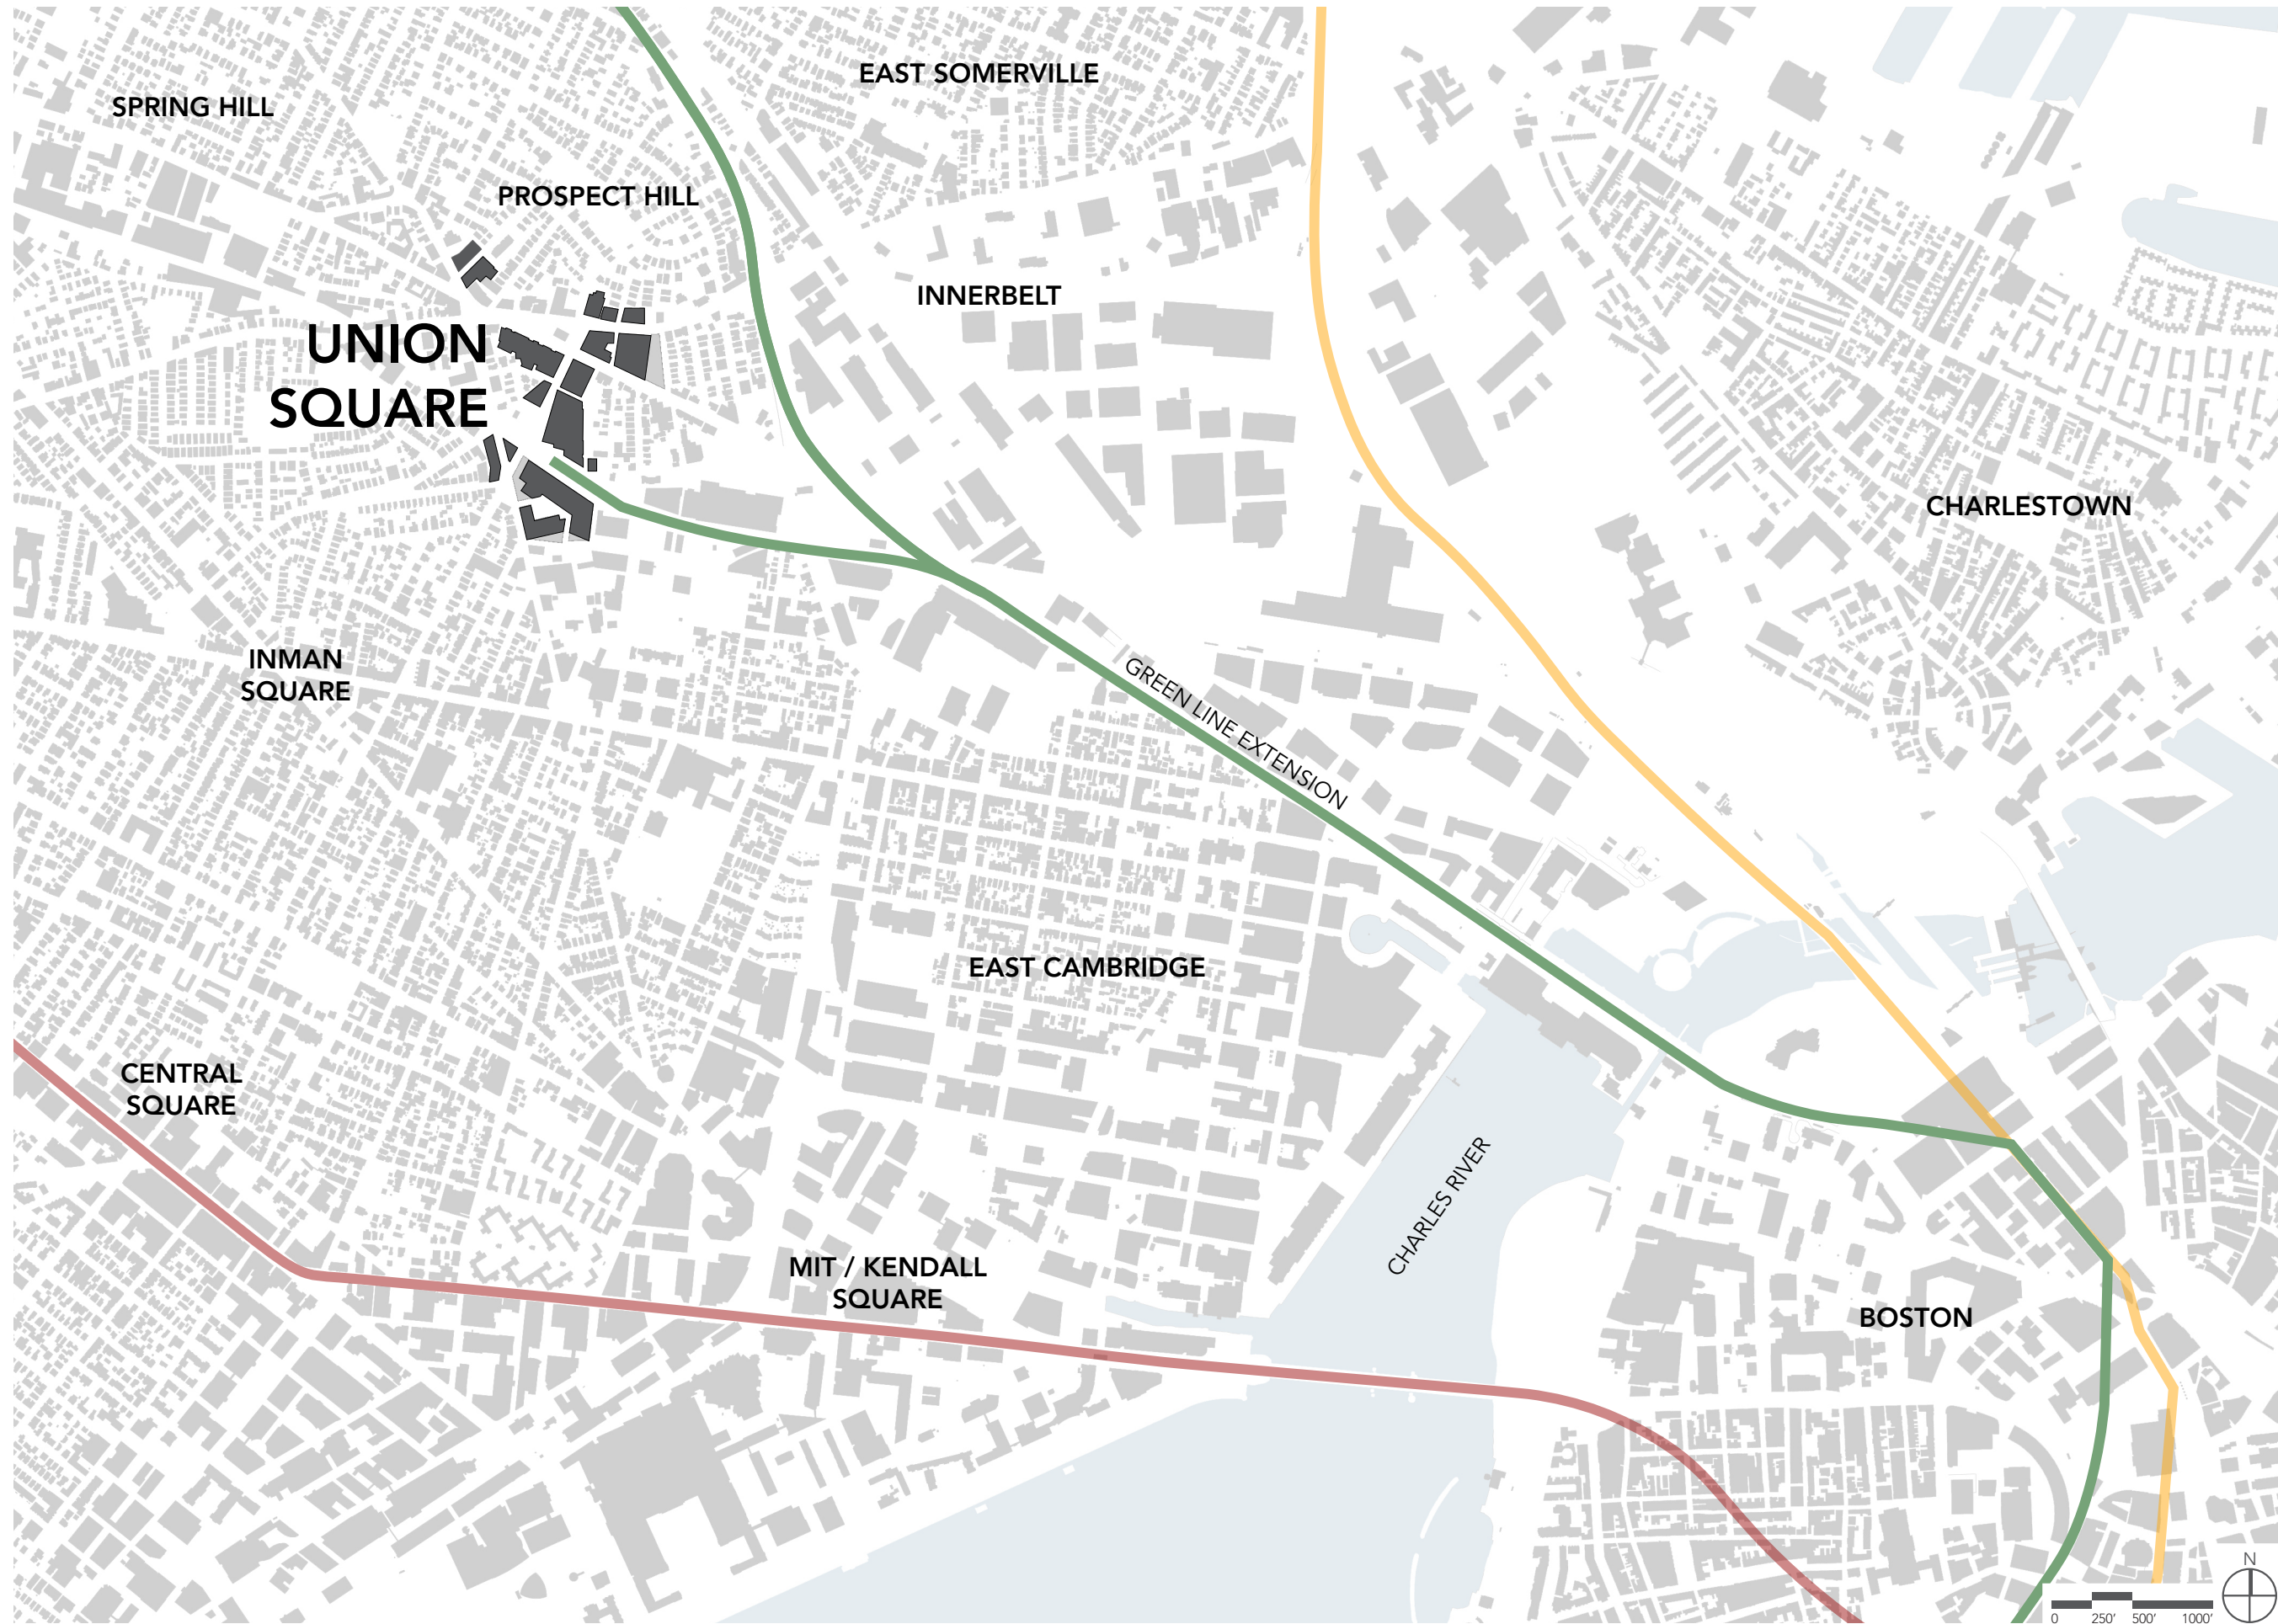 EAST SOMERVILLE
SPRING HILL
PROSPECT HILL
INNERBELT
UNION
SQUARE
CHARLESTOWN
INMAN
SQUARE
GREEN LINE EXTENSION
EAST CAMBRIDGE
CENTRAL
SQUARE
CHARLES RIVER
MIT / KENDALL
SQUARE
BOSTON
N
0 250' 500' 1000'